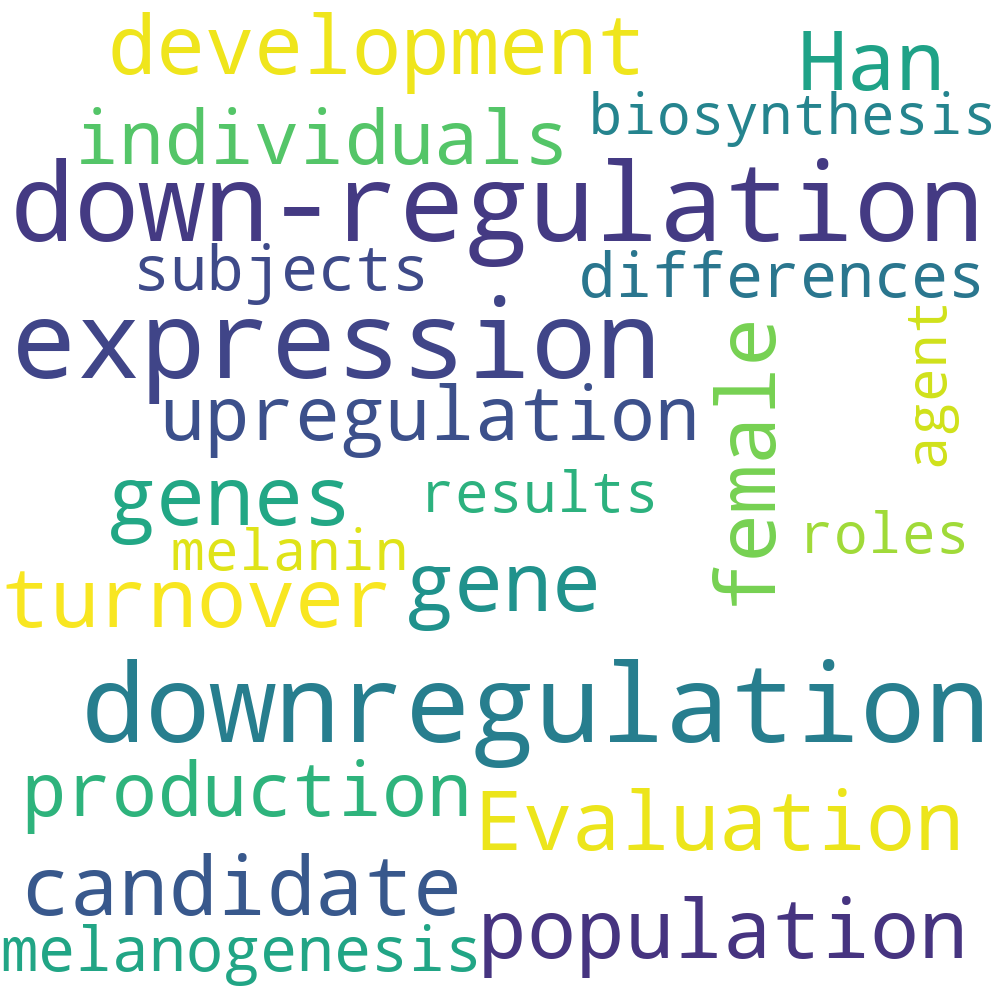 development
Han
biosynthesis
individuals
down-regulation
subjects
differences
expression
female
agent
upregulation
genes
results
roles
melanin
gene
turnover
downregulation
production
Evaluation
candidate
population
melanogenesis